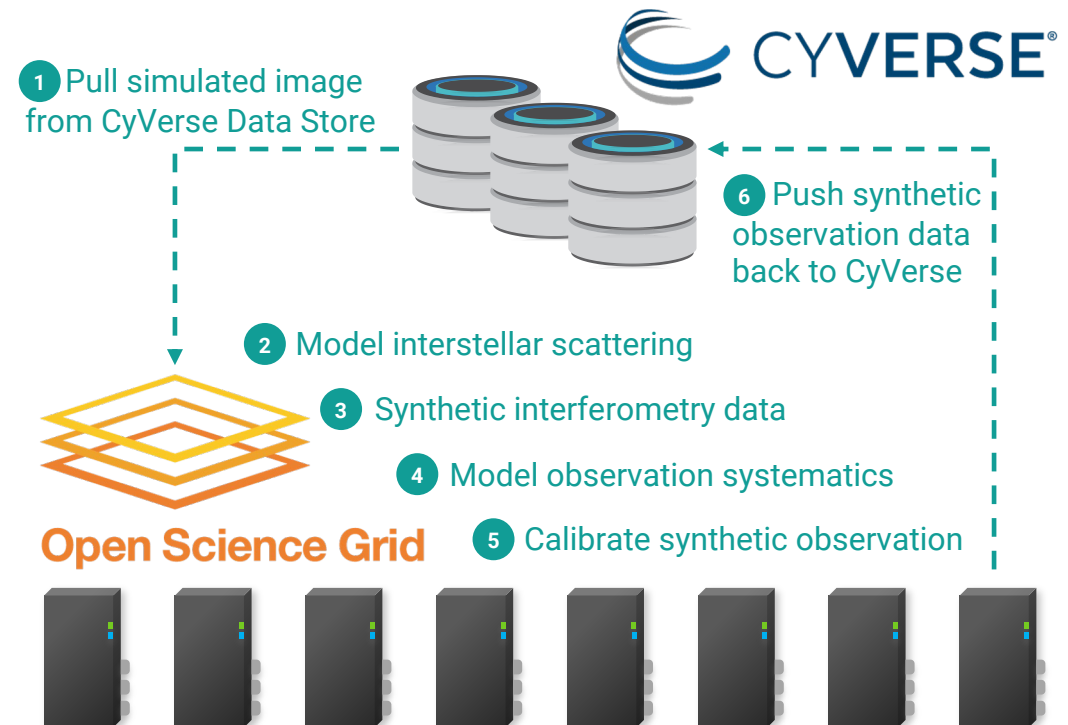 CYVERSE®
1 Pull simulated image
from CyVerse Data Store
6 Push synthetic
observation data
back to CyVerse
2 Model interstellar scattering
3 Synthetic interferometry data
4 Model observation systematics
Open Science Grid
5 Calibrate synthetic observation